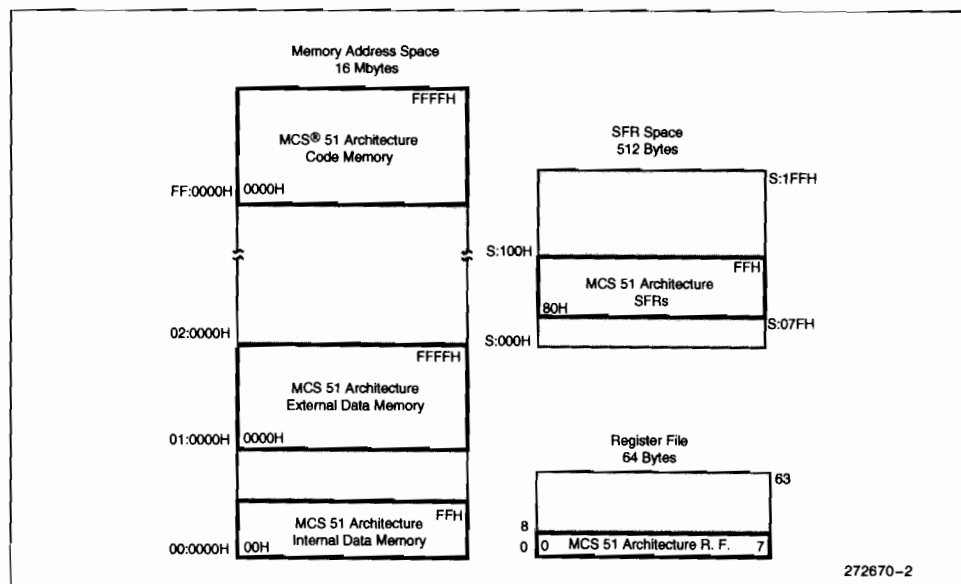 Memory Address Space
16 Mbytes
FFFFH
MCS® 51 Architecture
Code Memory
FF:0000H
0000H
02:0000H
FFFFH
MCS 51 Architecture
External Data Memory
01:0000H
0000H
FFH
MCS 51 Architecture
Internal Data Memory
00:0000H
00H
SFR Space
512 Bytes
S:1FFH
S:100H
FFH
MCS 51 Architecture
SFRs
80H
S:07FH
S:000H
Register File
64 Bytes
63
8
0
0 MCS 51 Architecture R. F. 7
272670-2